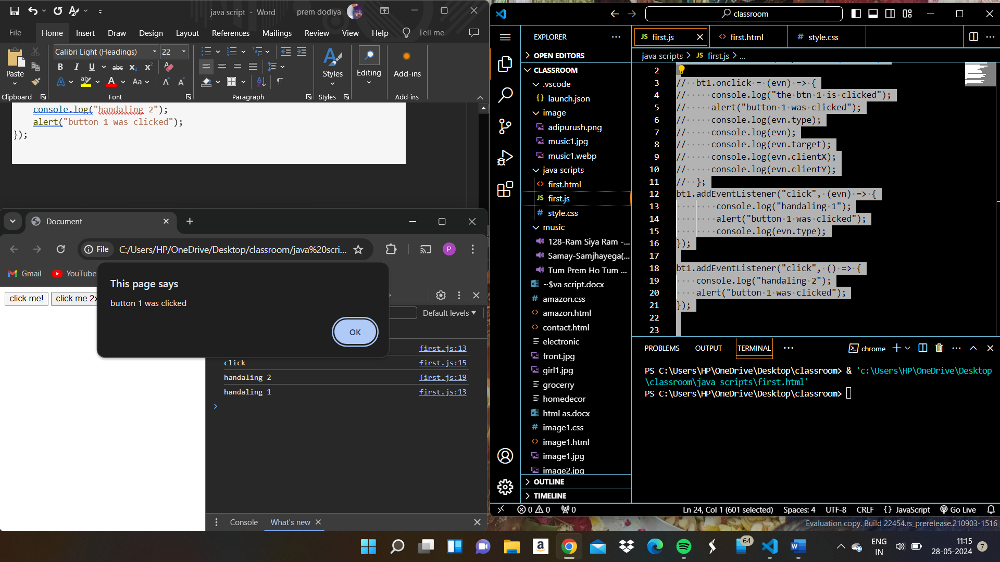 java script - Word
prem dodiya
File
Home
Insert
Draw
Design
Layout
References
Mailings
Review
View
Help
Tell me
Paste
Calibri Light (Headings)
22
Styles
Editing
Add-ins
Clipboard
Font
Paragraph
Styles
Add-ins
console.log("handaling 2");
alert("button 1 was clicked");
});
Document
File
C:/Users/HP/OneDrive/Desktop/classroom/java%20scri...
P
Gmail
YouTube
click me!
click me 2x
This page says
button 1 was clicked
OK
Default levels
first.js:13
click first.js:15
handaling 2 first.js:19
handaling 1 first.js:13
Console
What's new
classroom
EXPLORER
OPEN EDITORS
CLASSROOM
.vscode
launch.json
image
adipurush.png
music1.jpg
music1.webp
java scripts
first.html
first.js
style.css
music
128-Ram Siya Ram -...
Samay-Samjhayega(...
Tum Prem Ho Tum ...
~$va script.docx
amazon.css
amazon.html
contact.html
electronic
front.jpg
girl1.jpg
grocerry
homedecor
html as.docx
image1.css
image1.html
image1.jpg
image2.jpg
OUTLINE
TIMELINE
JS first.js
first.html
# style.css
java scripts > JS first.js > ...
2
3 // bt1.onclick = (evn) => {
4 // console.log("the btn 1 is clicked");
5 // alert("button 1 was clicked");
6 // console.log(evn.type);
7 // console.log(evn);
8 // console.log(evn.target);
9 // console.log(evn.clientX);
10 // console.log(evn.clientY);
11 // };
12 bt1.addEventListener("click", (evn) => {
13 console.log("handaling 1");
14 alert("button 1 was clicked");
15 console.log(evn.type);
16 });
17
18 bt1.addEventListener("click", () => {
19 console.log("handaling 2");
20 alert("button 1 was clicked");
21 });
22
23
PROBLEMS
OUTPUT
TERMINAL
chrome
PS C:\Users\HP\OneDrive\Desktop\classroom> & 'c:\Users\HP\OneDrive\Desktop
\classroom\java scripts\first.html'
PS C:\Users\HP\OneDrive\Desktop\classroom>
0 0 0
Ln 24, Col 1 (601 selected)
Spaces: 4
UTF-8
CRLF
{} JavaScript
Go Live
Evaluation copy. Build 22454.rs_prerelease.210903-1516
64
ENG
IN
11:15
28-05-2024
7